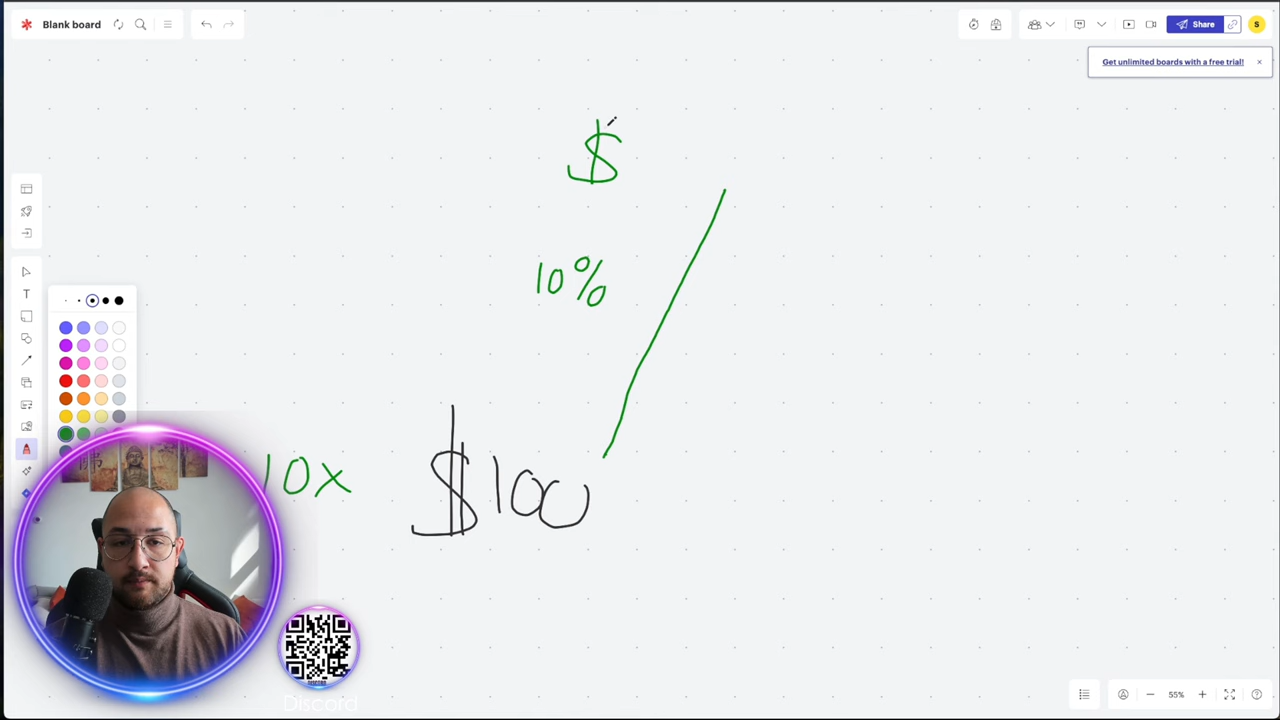 Blank board
Share
S
Get unlimited boards with a free trial!
$
10%
10x
$100
Discord
55%